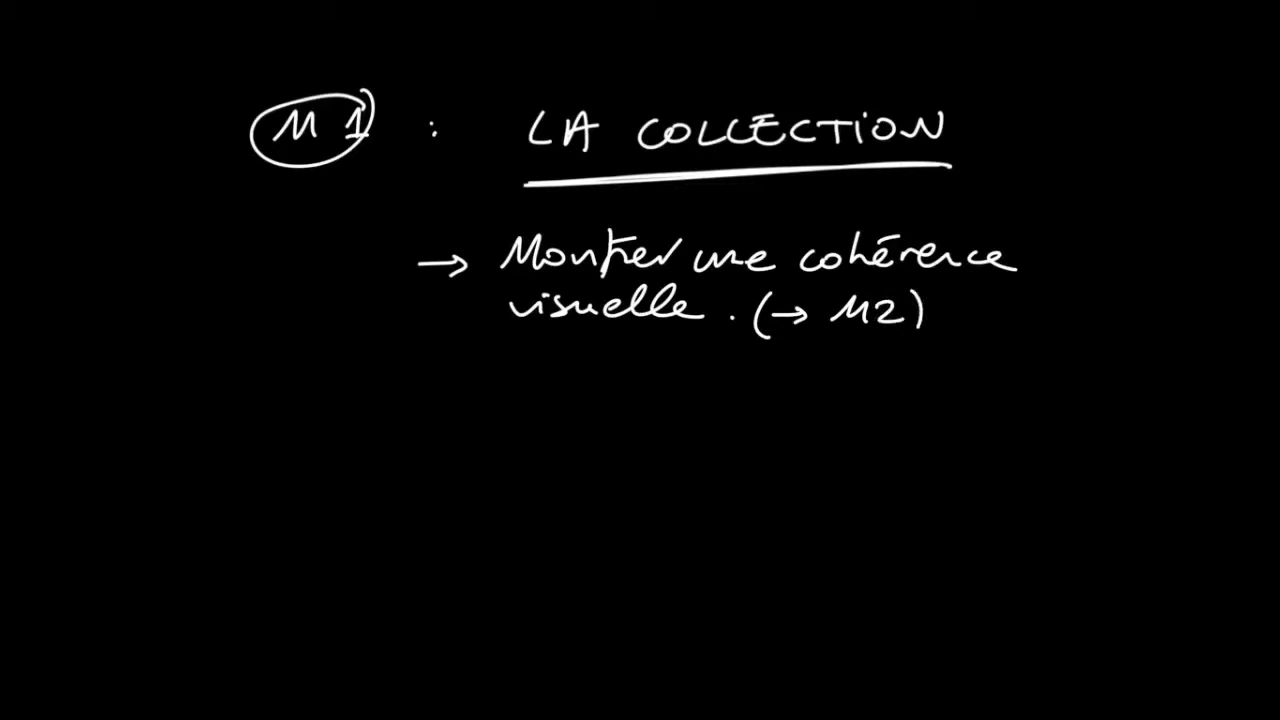 M1 : LA COLLECTION
→ Montrer une cohérence
visuelle. (→ M2)